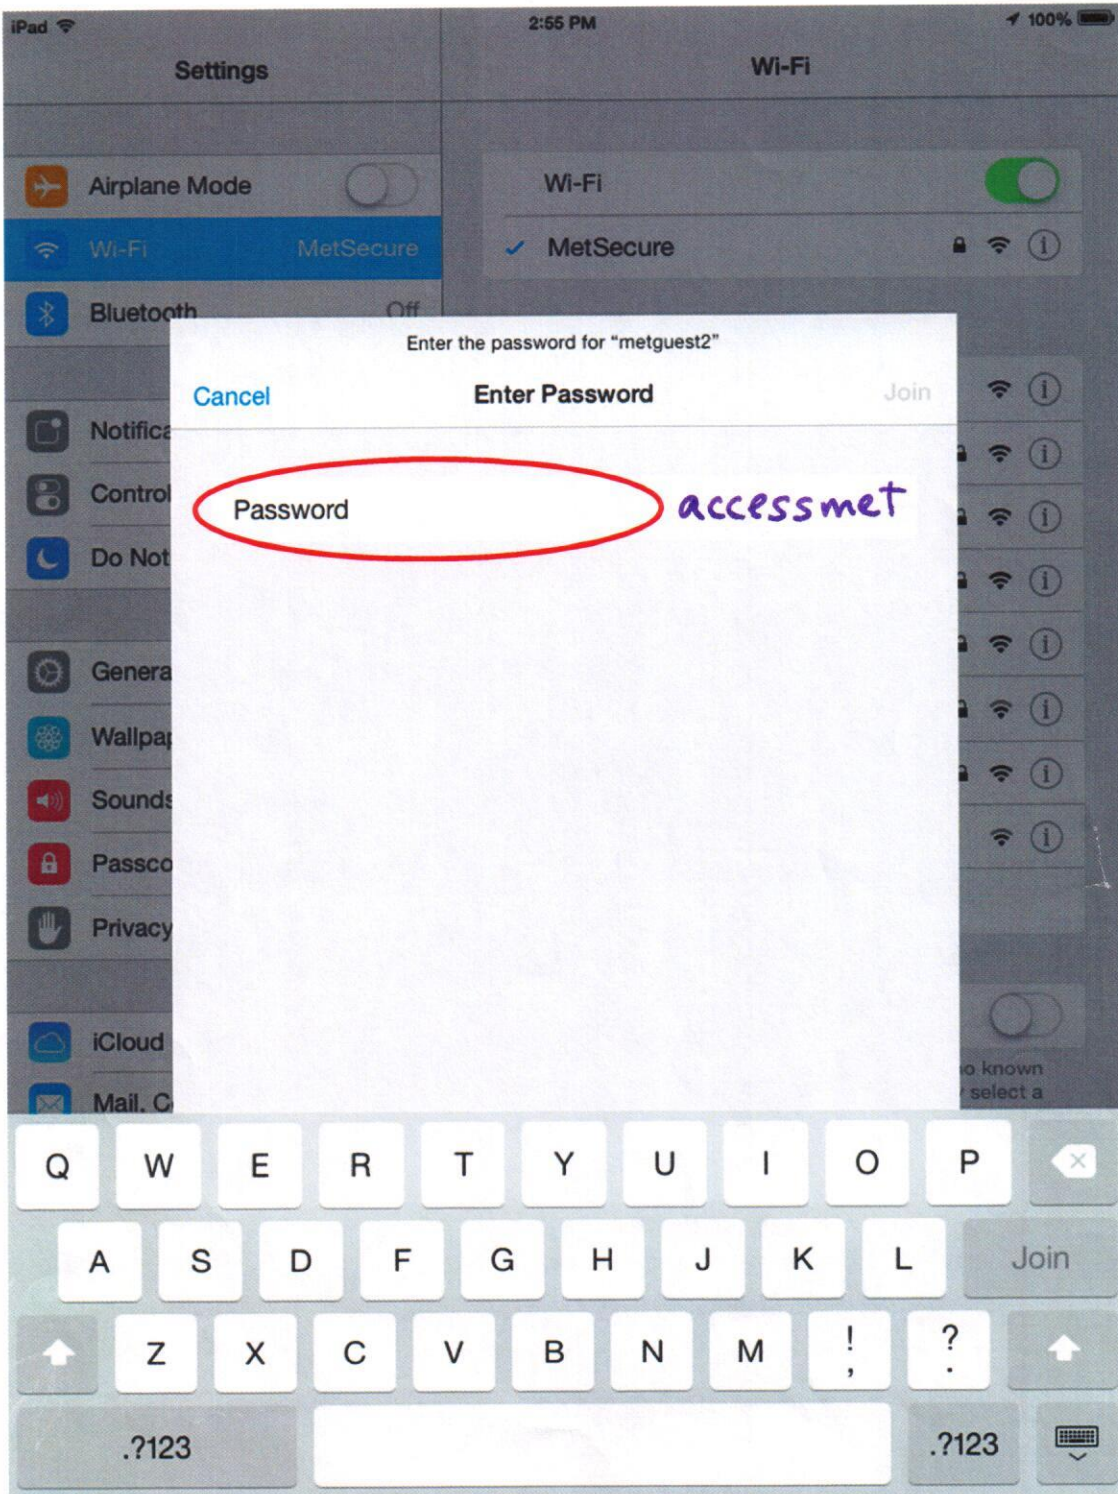 iPad 2:55 PM 100%
Settings
Wi-Fi
Airplane Mode
Wi-Fi MetSecure
Bluetooth Off
Notifica
Control
Do Not
Genera
Wallpap
Sounds
Passco
Privacy
iCloud
Mail, C
Wi-Fi
MetSecure
o known
select a
Enter the password for “metguest2”
Cancel Enter Password Join
Password accessmet
Q W E R T Y U I O P
A S D F G H J K L Join
Z X C V B N M ! , ? .
.?123 .?123